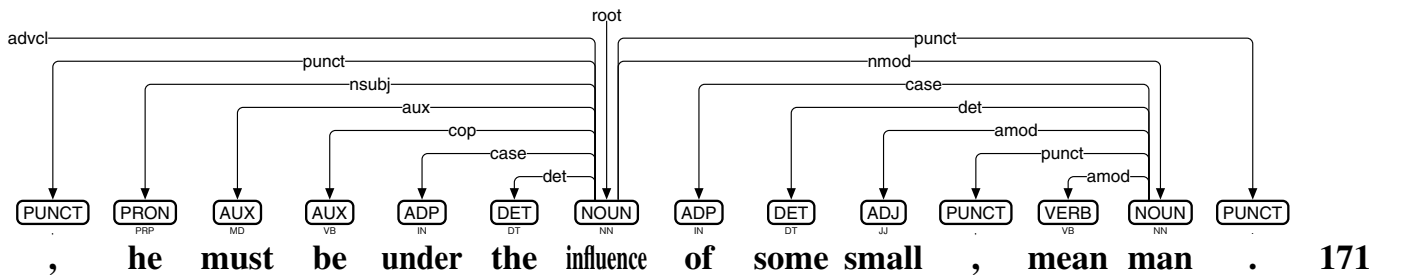 root
advcl punct
punct nmod
nsubj case
aux det
cop amod
case punct
det amod
PUNCT PRON AUX AUX ADP DET NOUN ADP DET ADJ PUNCT VERB NOUN PUNCT
, PRP MD VB IN DT NN IN DT JJ , VB NN .
, he must be under the influence of some small , mean man . 171